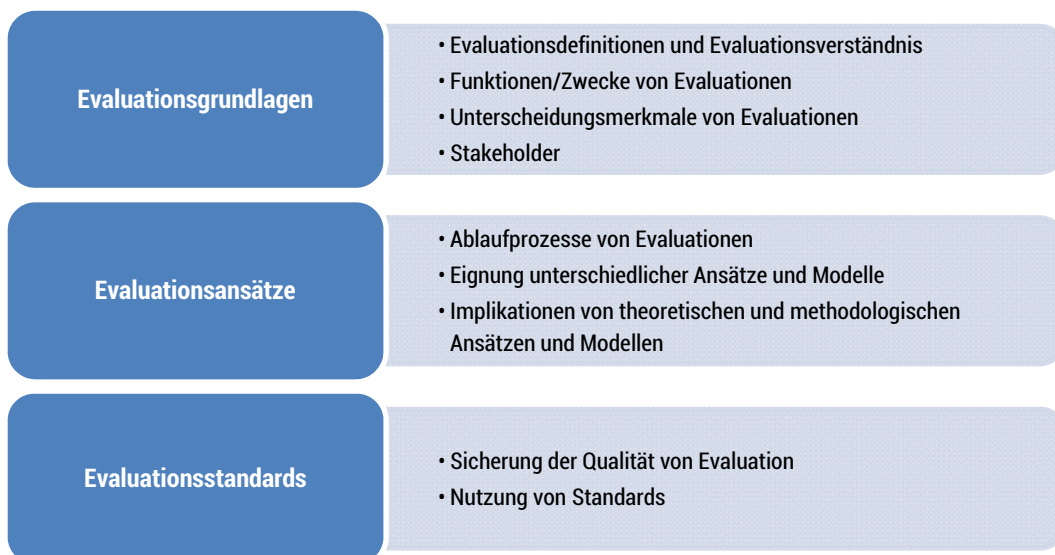 Evaluationsgrundlagen
• Evaluationsdefinitionen und Evaluationsverständnis
• Funktionen/Zwecke von Evaluationen
• Unterscheidungsmerkmale von Evaluationen
• Stakeholder
Evaluationsansätze
• Ablaufprozesse von Evaluationen
• Eignung unterschiedlicher Ansätze und Modelle
• Implikationen von theoretischen und methodologischen
Ansätzen und Modellen
Evaluationsstandards
• Sicherung der Qualität von Evaluation
• Nutzung von Standards